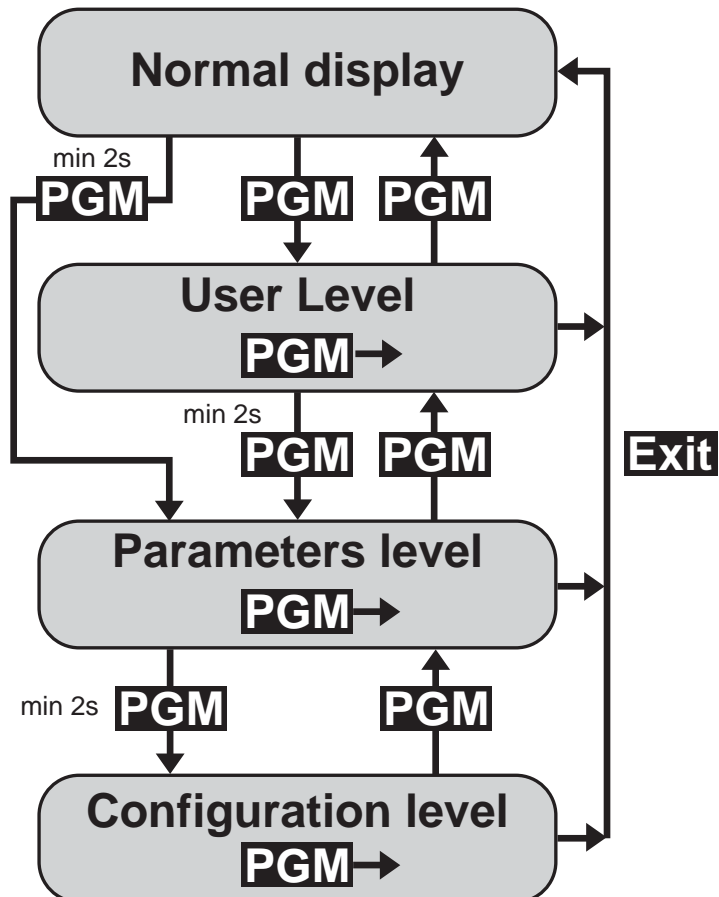 Normal display
min 2s
PGM
PGM
PGM
User Level
PGM
min 2s
PGM
PGM
Exit
Parameters level
PGM
min 2s
PGM
PGM
Configuration level
PGM